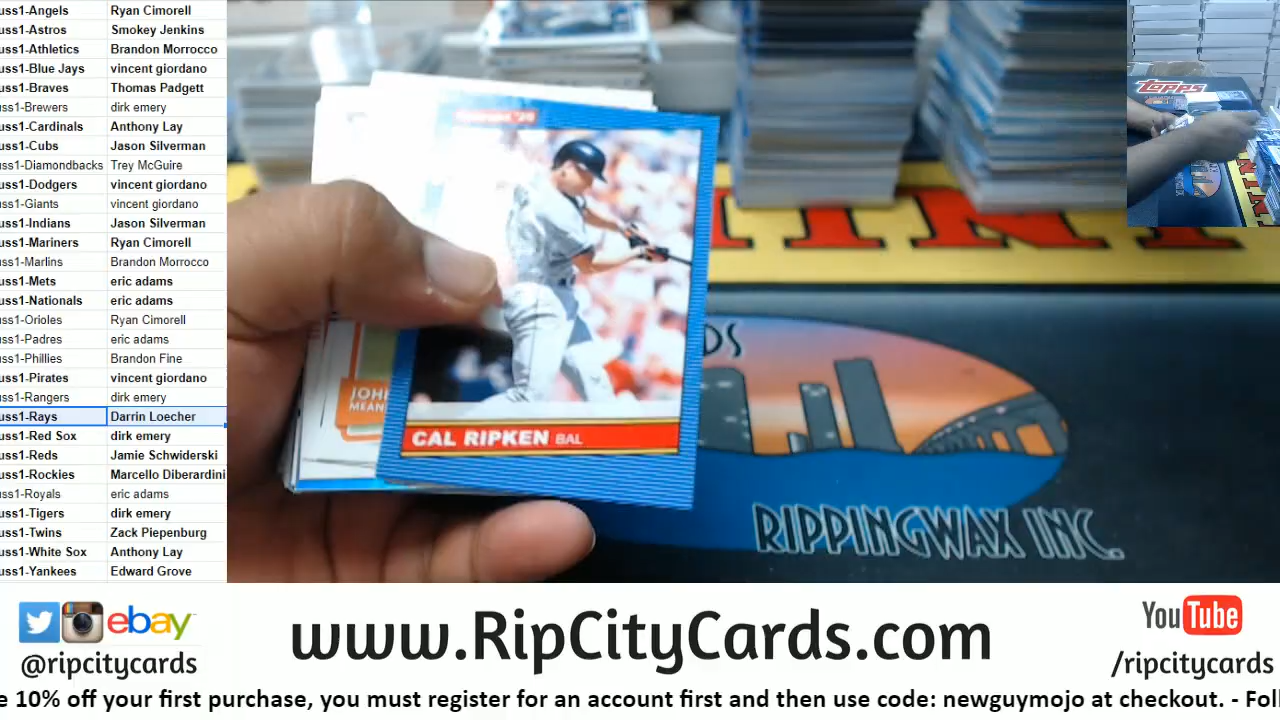 uss1-Angels Ryan Cimorell
uss1-Astros Smokey Jenkins
uss1-Athletics Brandon Morrocco
uss1-Blue Jays vincent giordano
uss1-Braves Thomas Padgett
uss1-Brewers dirk emery
uss1-Cardinals Anthony Lay
uss1-Cubs Jason Silverman
uss1-Diamondbacks Trey McGuire
uss1-Dodgers vincent giordano
uss1-Giants vincent giordano
uss1-Indians Jason Silverman
uss1-Mariners Ryan Cimorell
uss1-Marlins Brandon Morrocco
uss1-Mets eric adams
uss1-Nationals eric adams
uss1-Orioles Ryan Cimorell
uss1-Padres eric adams
uss1-Phillies Brandon Fine
uss1-Pirates vincent giordano
uss1-Rangers dirk emery
uss1-Rays Darrin Loecher
uss1-Red Sox dirk emery
uss1-Reds Jamie Schwiderski
uss1-Rockies Marcello Diberardini
uss1-Royals eric adams
uss1-Tigers dirk emery
uss1-Twins Zack Piepenburg
uss1-White Sox Anthony Lay
uss1-Yankees Edward Grove
TOPPS
JOH
MEAN
CAL RIPKEN BAL
DS
RIPPINGWAX INC.
ebay
@ripcitycards
www.RipCityCards.com
YouTube
/ripcitycards
e 10% off your first purchase, you must register for an account first and then use code: newguymojo at checkout. - Fol